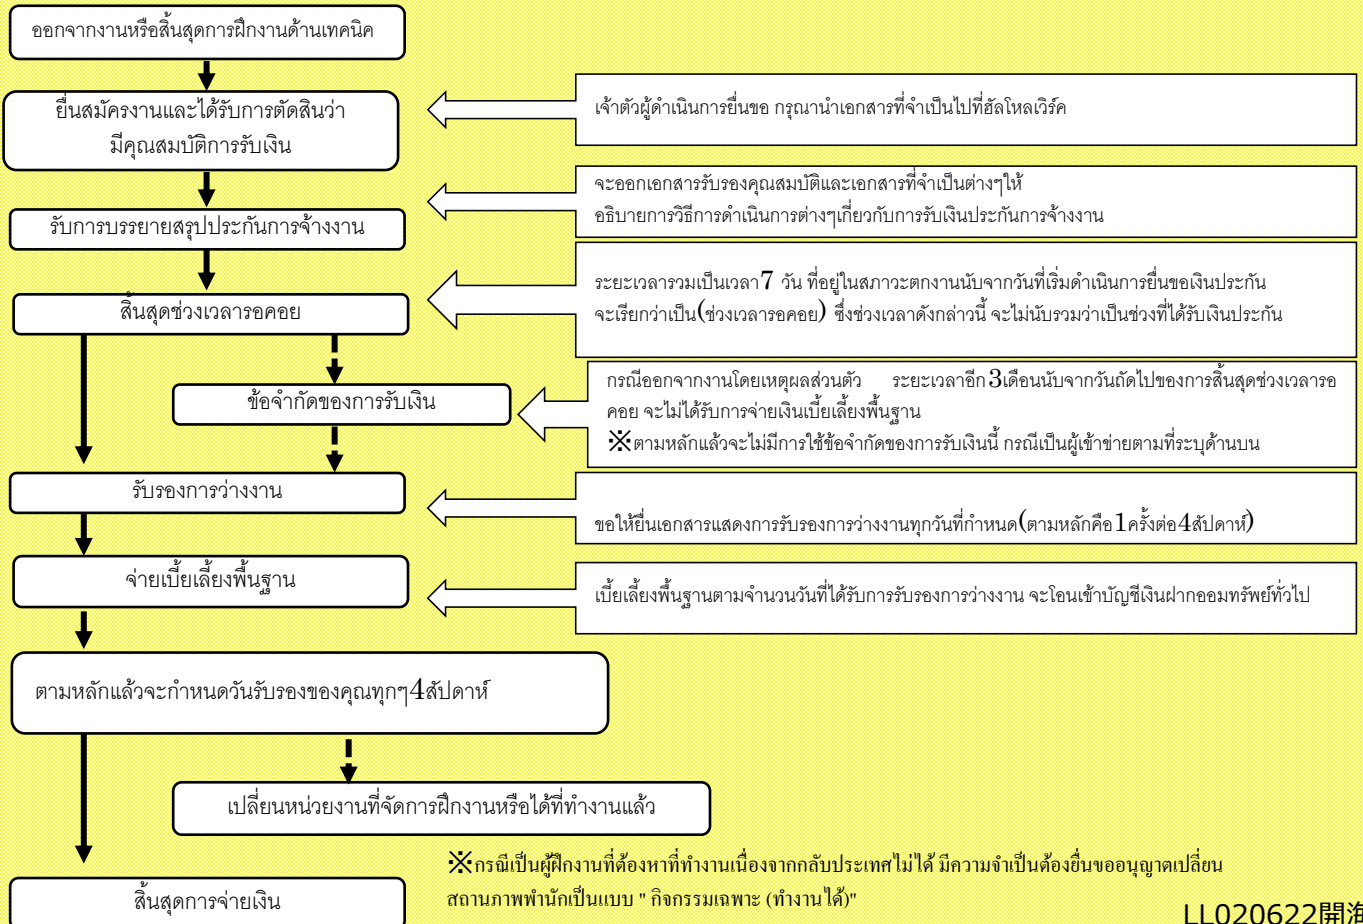 ออกจากงานหรือสิ้นสุดการฝึกงานด้านเทคนิค
ยื่นสมัครงานและได้รับการตัดสินว่า
มีคุณสมบัติการรับเงิน
เจ้าตัวผู้ดำเนินการยื่นขอ กรุณานำเอกสารที่จำเป็นไปที่ฮัลโหลเวิร์ค
รับการบรรยายสรุปประกันการจ้างงาน
จะออกเอกสารรับรองคุณสมบัติและเอกสารที่จำเป็นต่างๆให้
อธิบายการวิธีการดำเนินการต่างๆเกี่ยวกับการรับเงินประกันการจ้างงาน
สิ้นสุดช่วงเวลารอคอย
ระยะเวลารวมเป็นเวลา7 วัน ที่อยู่ในสภาวะตกงานนับจากวันที่เริ่มดำเนินการยื่นขอเงินประกัน
จะเรียกว่าเป็น(ช่วงเวลารอคอย) ซึ่งช่วงเวลาดังกล่าวนี้ จะไม่นับรวมว่าเป็นช่วงที่ได้รับเงินประกัน
ข้อจำกัดของการรับเงิน
กรณีออกจากงานโดยเหตุผลส่วนตัว ระยะเวลาอีก3เดือนนับจากวันถัดไปของการสิ้นสุดช่วงเวลารอ
คอย จะไม่ได้รับการจ่ายเงินเบี้ยเลี้ยงพื้นฐาน
※ตามหลักแล้วจะไม่มีการใช้ข้อจำกัดของการรับเงินนี้ กรณีเป็นผู้เข้าข่ายตามที่ระบุด้านบน
รับรองการว่างงาน
ขอให้ยื่นเอกสารแสดงการรับรองการว่างงานทุกวันที่กำหนด(ตามหลักคือ1ครั้งต่อ4สัปดาห์)
จ่ายเบี้ยเลี้ยงพื้นฐาน
เบี้ยเลี้ยงพื้นฐานตามจำนวนวันที่ได้รับการรับรองการว่างงาน จะโอนเข้าบัญชีเงินฝากออมทรัพย์ทั่วไป
ตามหลักแล้วจะกำหนดวันรับรองของคุณทุกๆ4สัปดาห์
เปลี่ยนหน่วยงานที่จัดการฝึกงานหรือได้ที่ทำงานแล้ว
※กรณีเป็นผู้ฝึกงานที่ต้องหาที่ทำงานเนื่องจากกลับประเทศไม่ได้ มีความจำเป็นต้องยื่นขออนุญาตเปลี่ยน
สถานภาพพำนักเป็นแบบ " กิจกรรมเฉพาะ (ทำงานได้)"
สิ้นสุดการจ่ายเงิน
LL020622開海